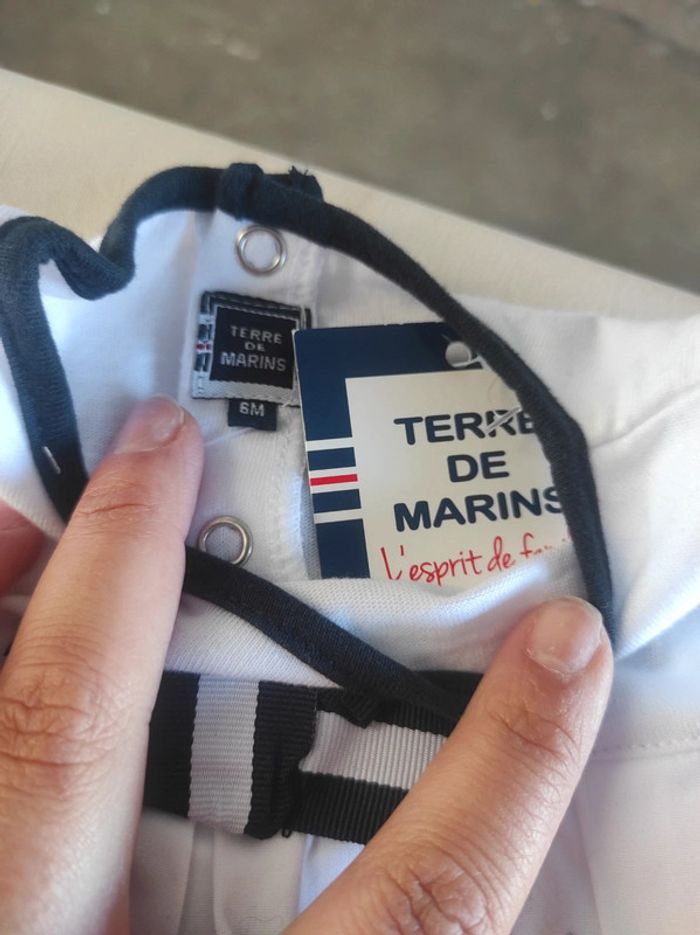 TERRE
DE
MARINS
6M
TERRE
DE
MARINS
L'esprit de